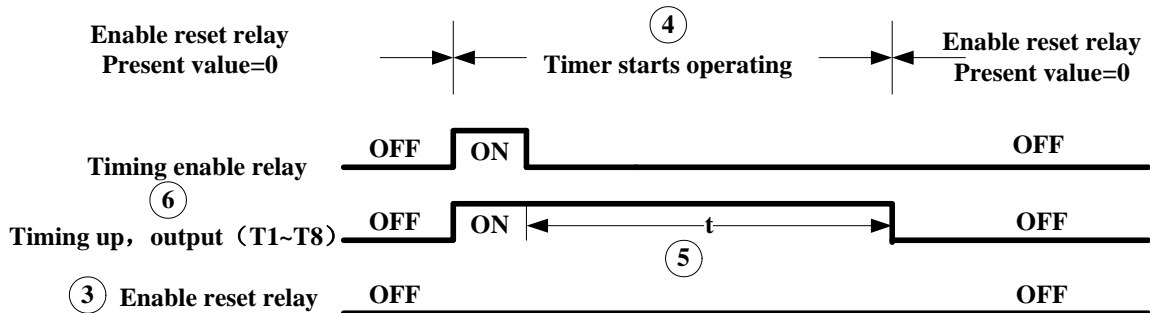 Enable reset relay
Present value=0
④
Timer starts operating
Enable reset relay
Present value=0
Timing enable relay
OFF
ON
OFF
⑥
Timing up，output（T1~T8）
OFF
ON
t
OFF
⑤
③ Enable reset relay
OFF
OFF